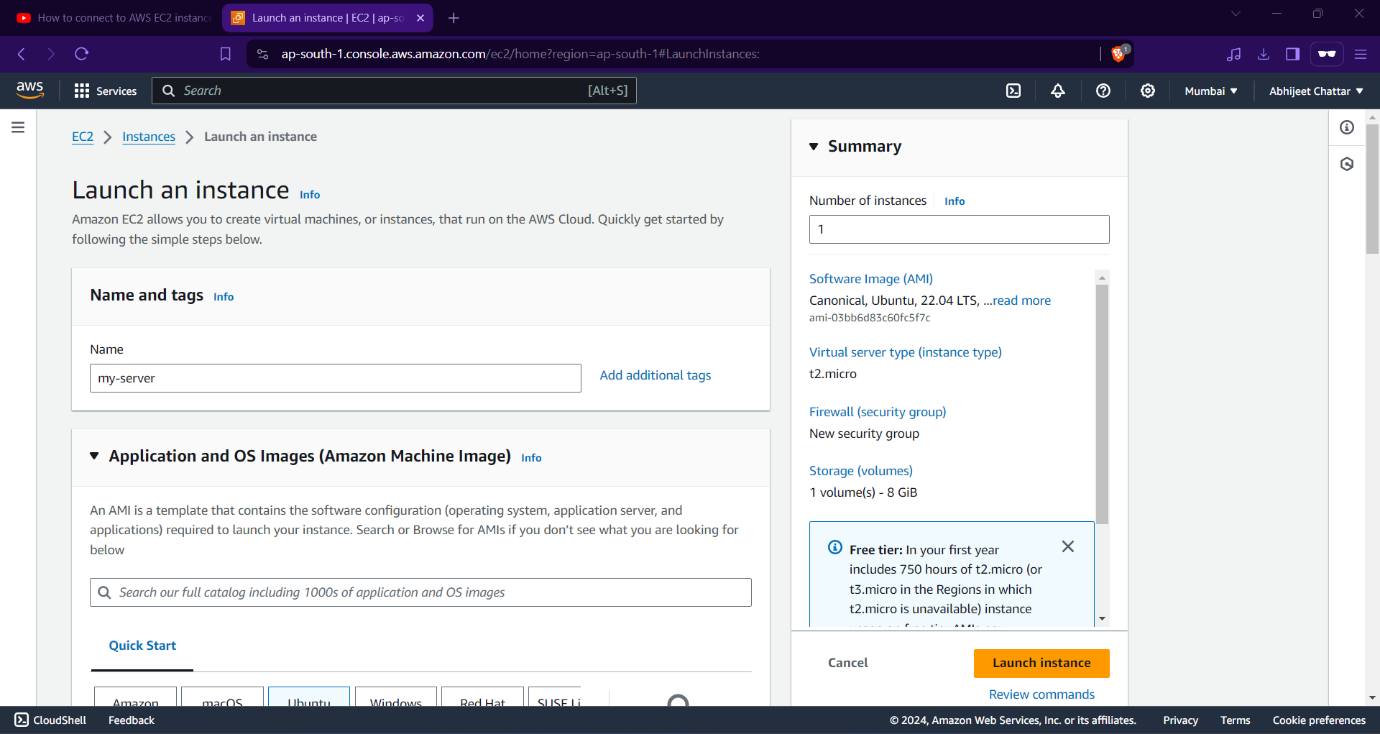 How to connect to AWS EC2 instanc
Launch an instance | EC2 | ap-so
ap-south-1.console.aws.amazon.com/ec2/home?region=ap-south-1#LaunchInstances:
1
aws
Services
Search
[Alt+S]
Mumbai
Abhijeet Chattar
EC2
Instances
Launch an instance
Launch an instance Info
Amazon EC2 allows you to create virtual machines, or instances, that run on the AWS Cloud. Quickly get started by
following the simple steps below.
Name and tags Info
Name
my-server
Add additional tags
Application and OS Images (Amazon Machine Image) Info
An AMI is a template that contains the software configuration (operating system, application server, and
applications) required to launch your instance. Search or Browse for AMIs if you don't see what you are looking for
below
Search our full catalog including 1000s of application and OS images
Quick Start
Amazon
macOS
Ubuntu
Windows
Red Hat
SUSE Li
Summary
Number of instances Info
1
Software Image (AMI)
Canonical, Ubuntu, 22.04 LTS, ...read more
ami-03bb6d83c60fc5f7c
Virtual server type (instance type)
t2.micro
Firewall (security group)
New security group
Storage (volumes)
1 volume(s) - 8 GiB
Free tier: In your first year
includes 750 hours of t2.micro (or
t3.micro in the Regions in which
t2.micro is unavailable) instance
Cancel
Launch instance
Review commands
CloudShell
Feedback
© 2024, Amazon Web Services, Inc. or its affiliates.
Privacy
Terms
Cookie preferences